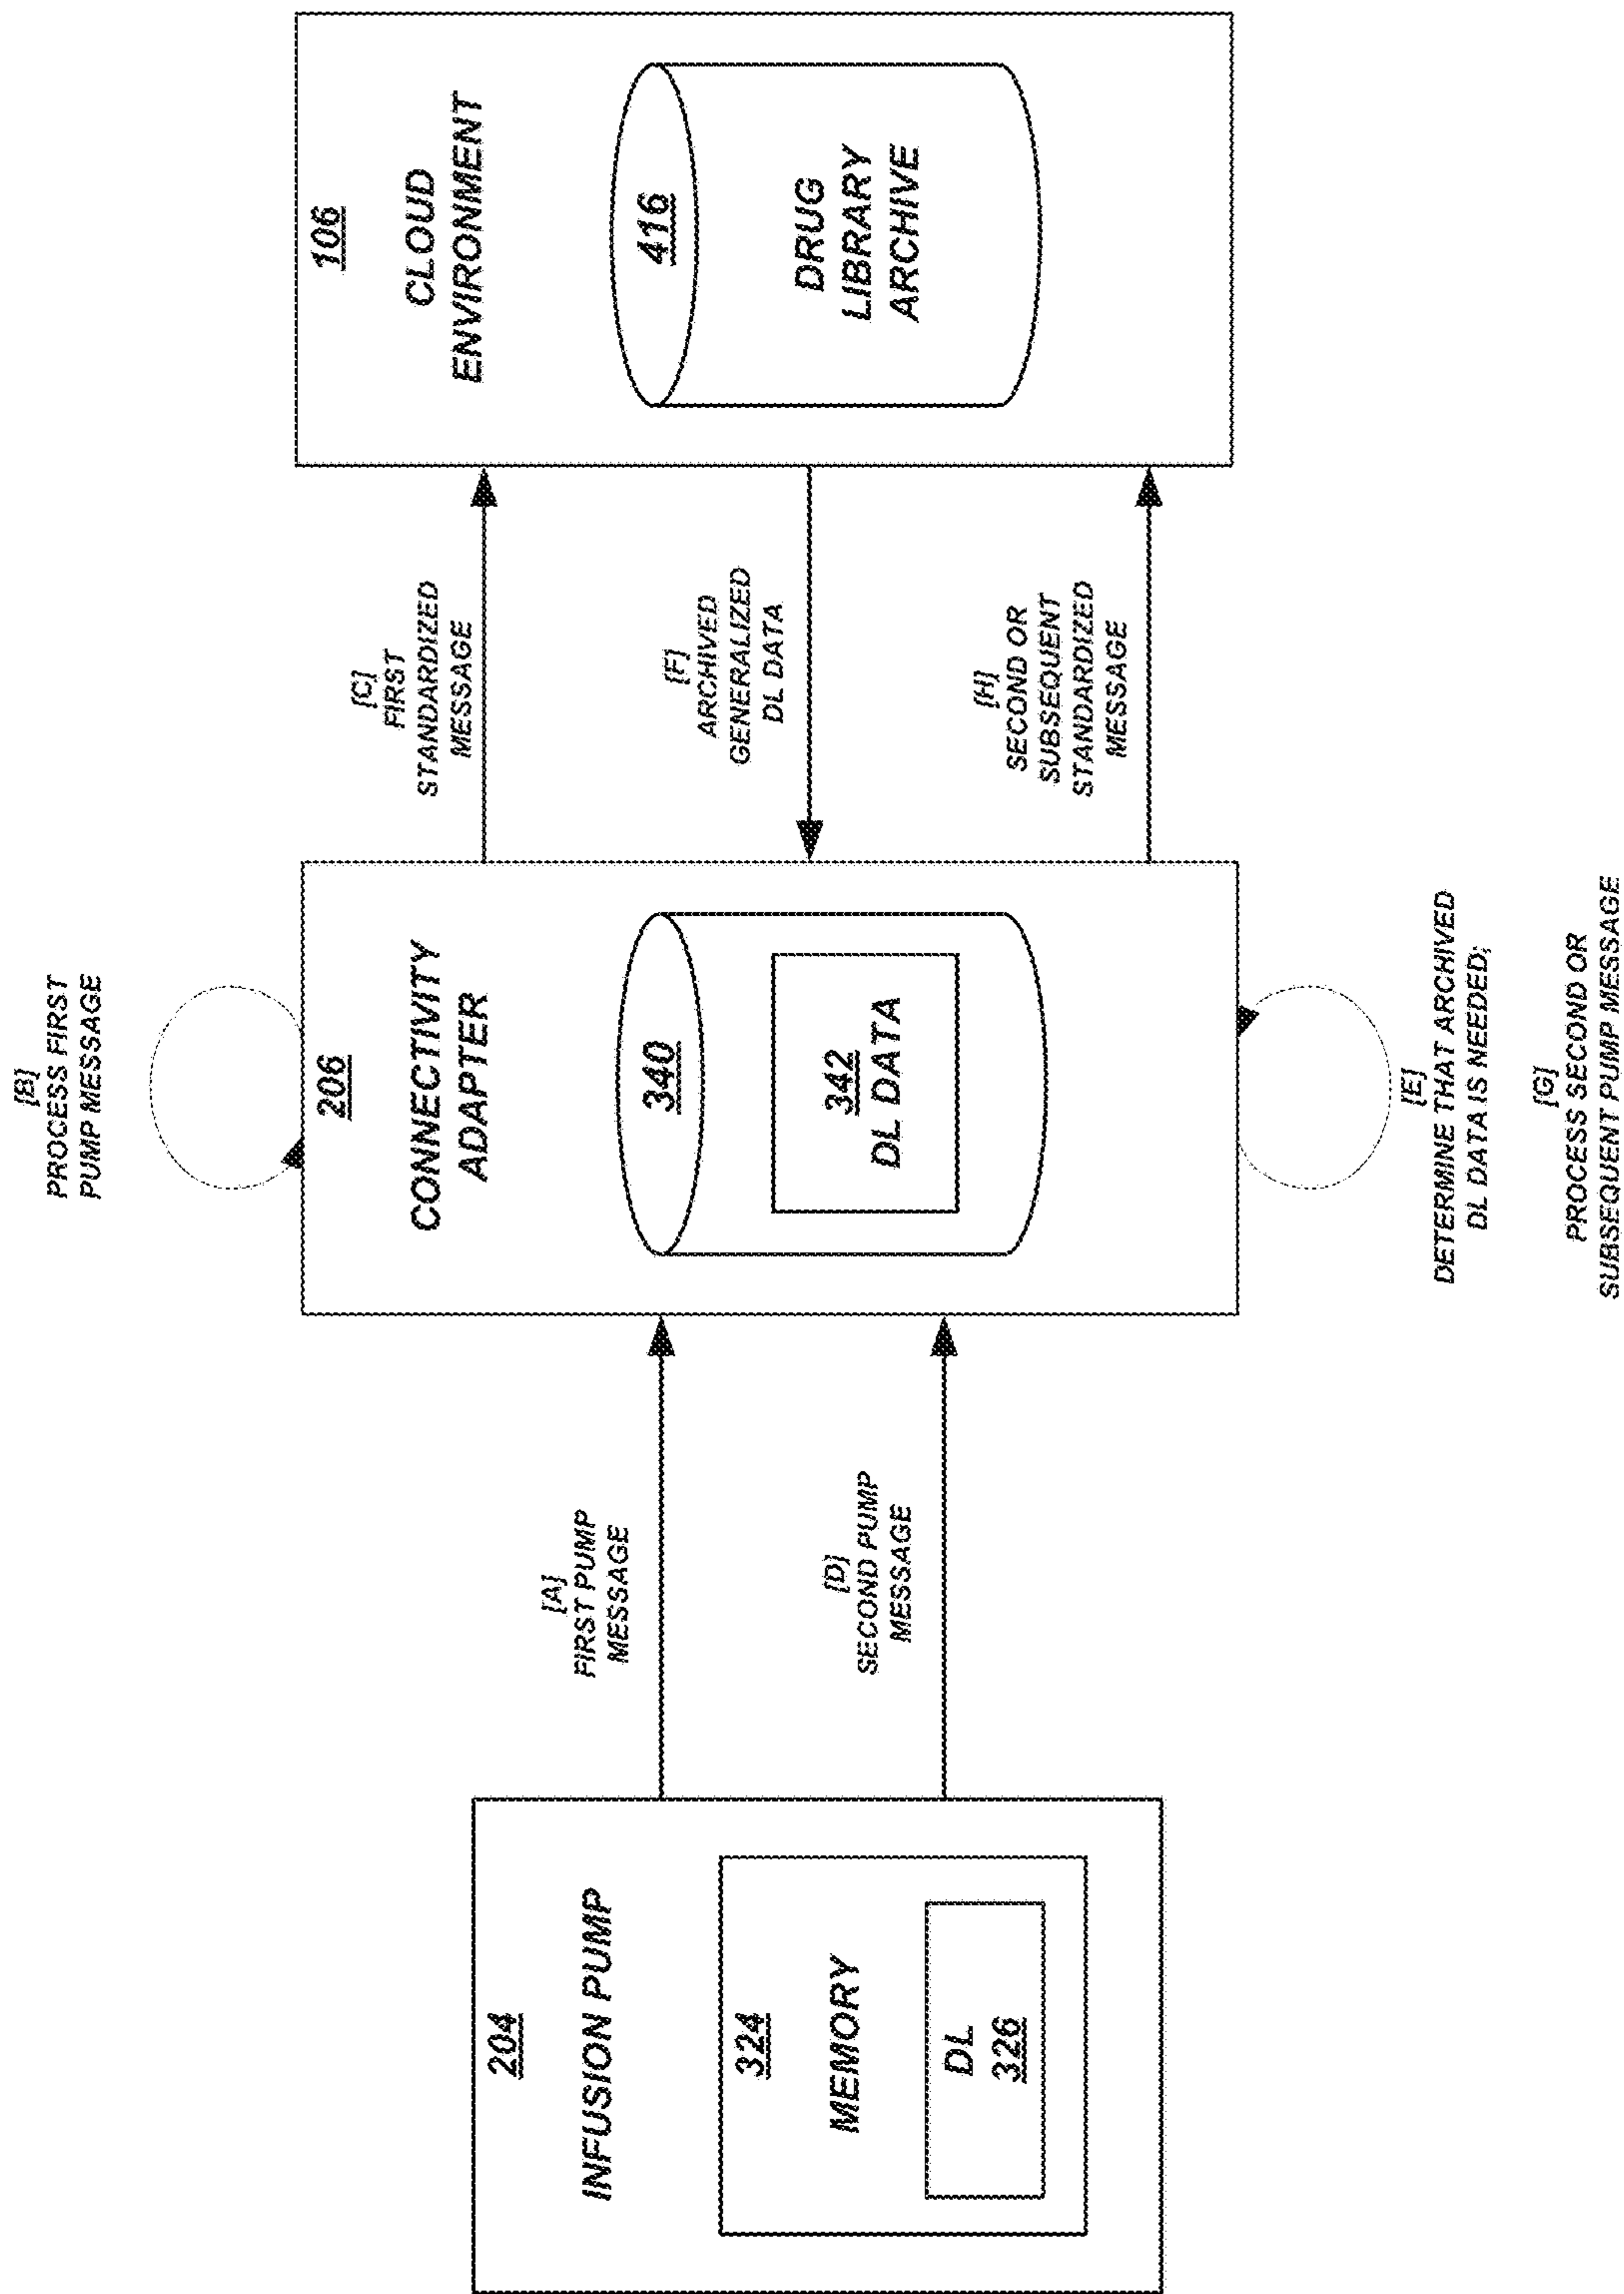 204
INFUSION PUMP
324
MEMORY
DL
326
[A]
FIRST PUMP
MESSAGE
[D]
SECOND PUMP
MESSAGE
[B]
PROCESS FIRST
PUMP MESSAGE
206
CONNECTIVITY
ADAPTER
340
342
DL DATA
[E]
DETERMINE THAT ARCHIVED
DL DATA IS NEEDED;
[G]
PROCESS SECOND OR
SUBSEQUENT PUMP MESSAGE
[C]
FIRST
STANDARDIZED
MESSAGE
[F]
ARCHIVED
GENERALIZED
DL DATA
[H]
SECOND OR
SUBSEQUENT
STANDARDIZED
MESSAGE
106
CLOUD
ENVIRONMENT
416
DRUG
LIBRARY
ARCHIVE